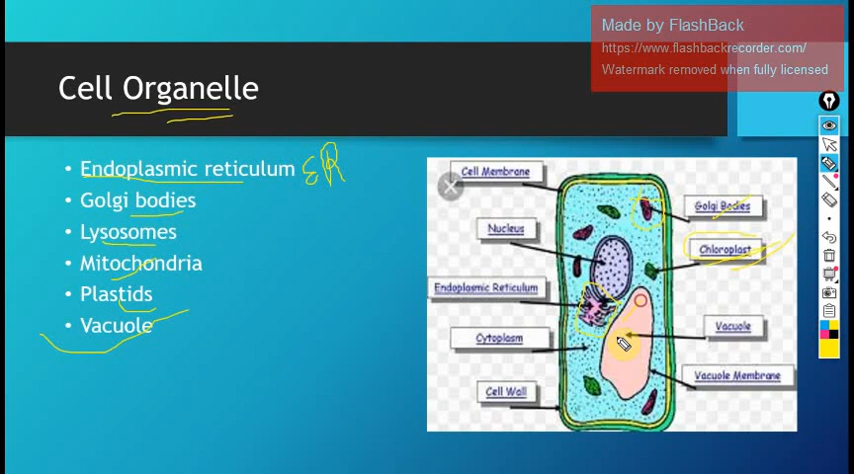 Made by FlashBack
https://www.flashbackrecorder.com/
Watermark removed when fully licensed
Cell Organelle
• Endoplasmic reticulum ER
• Golgi bodies
• Lysosomes
• Mitochondria
• Plastids
• Vacuole
Cell Membrane
Nucleus
Endoplasmic Reticulum
Cytoplasm
Cell Wall
Golgi Bodies
Chloroplast
Vacuole
Vacuole Membrane